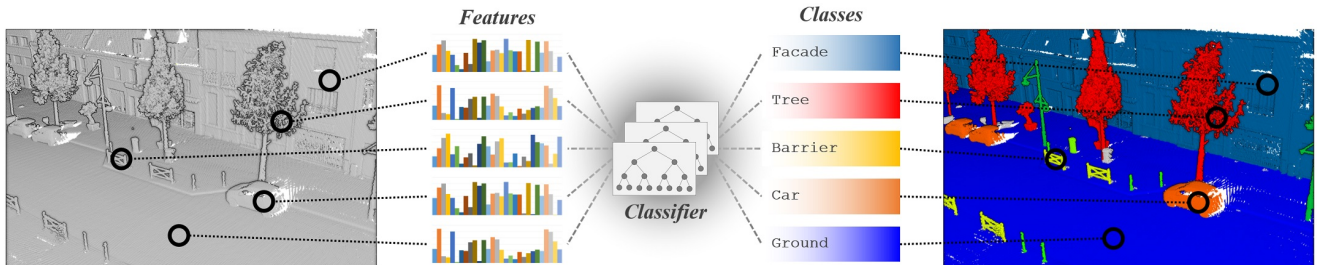 Features
Classes
Facade
Tree
Barrier
Car
Ground
Classifier